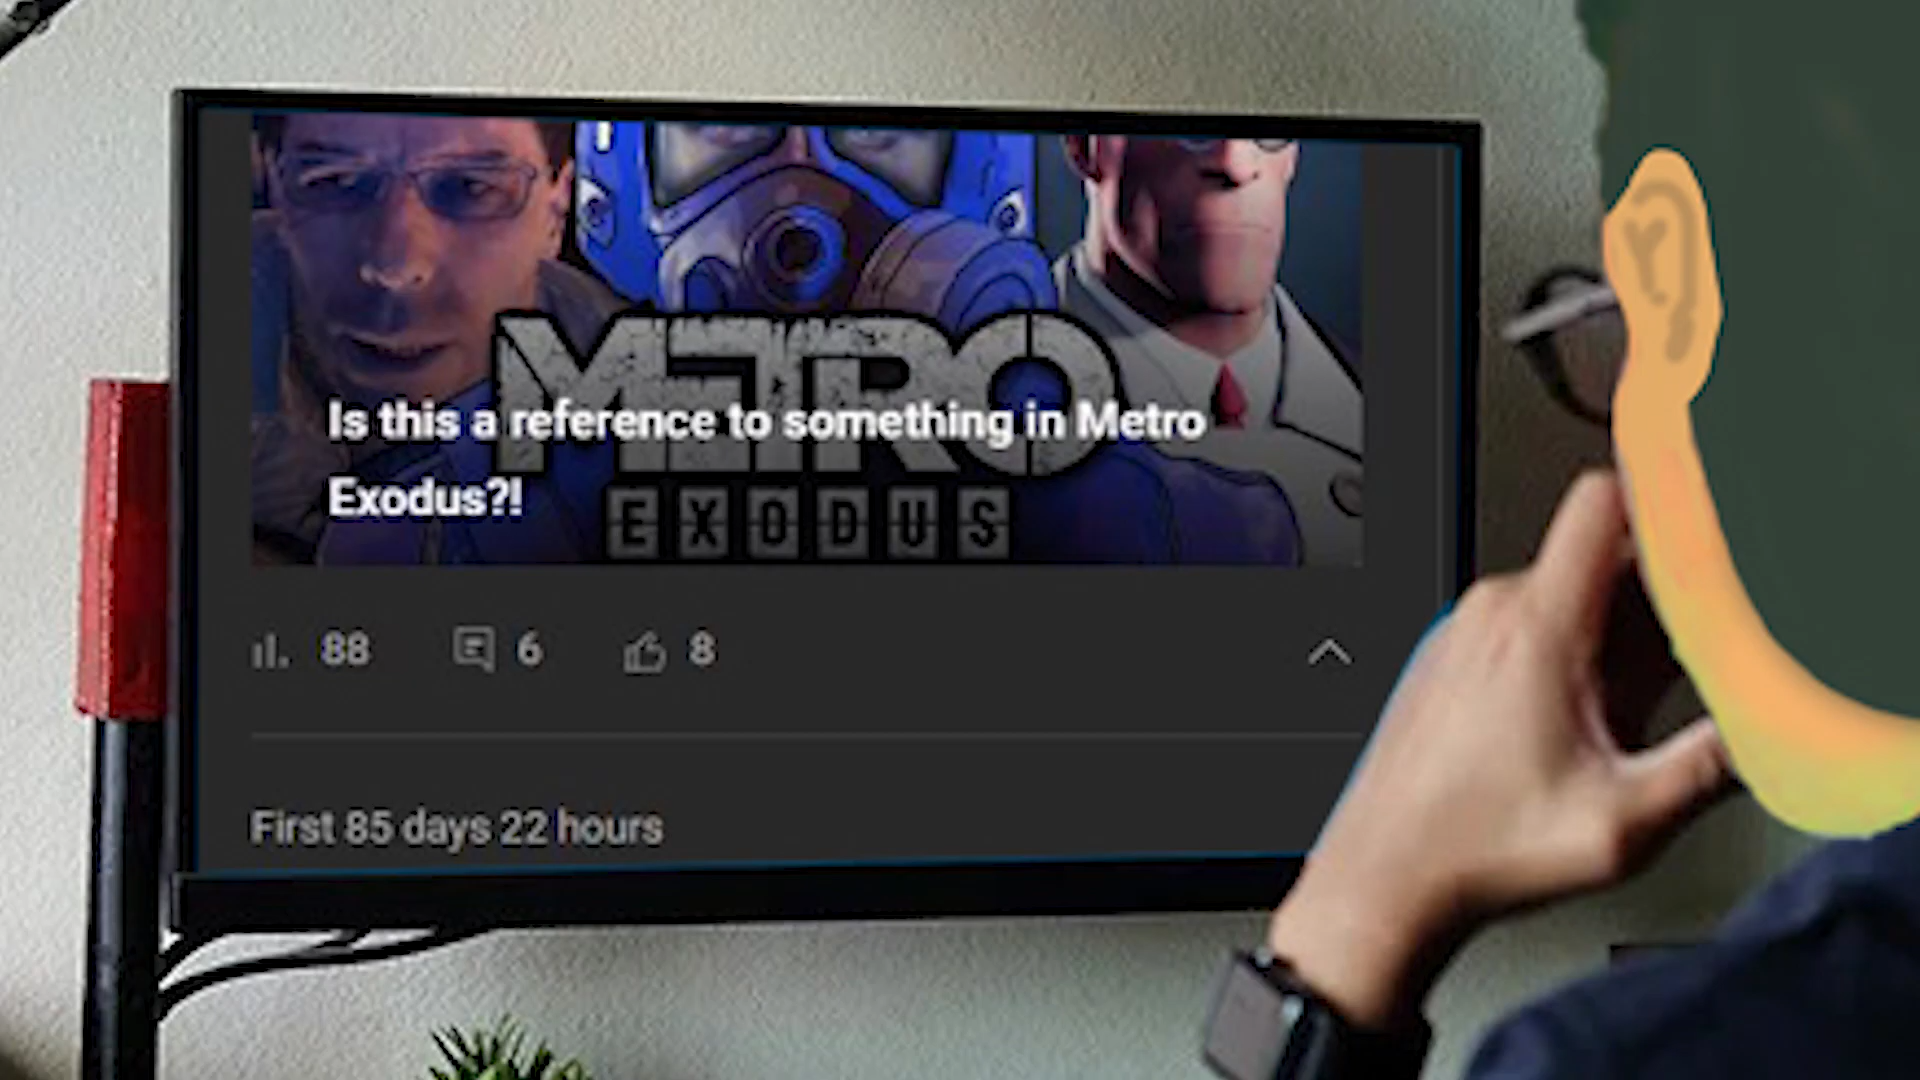 METRO
Is this a reference to something in Metro
Exodus?!
EXODUS
88 6 8
First 85 days 22 hours